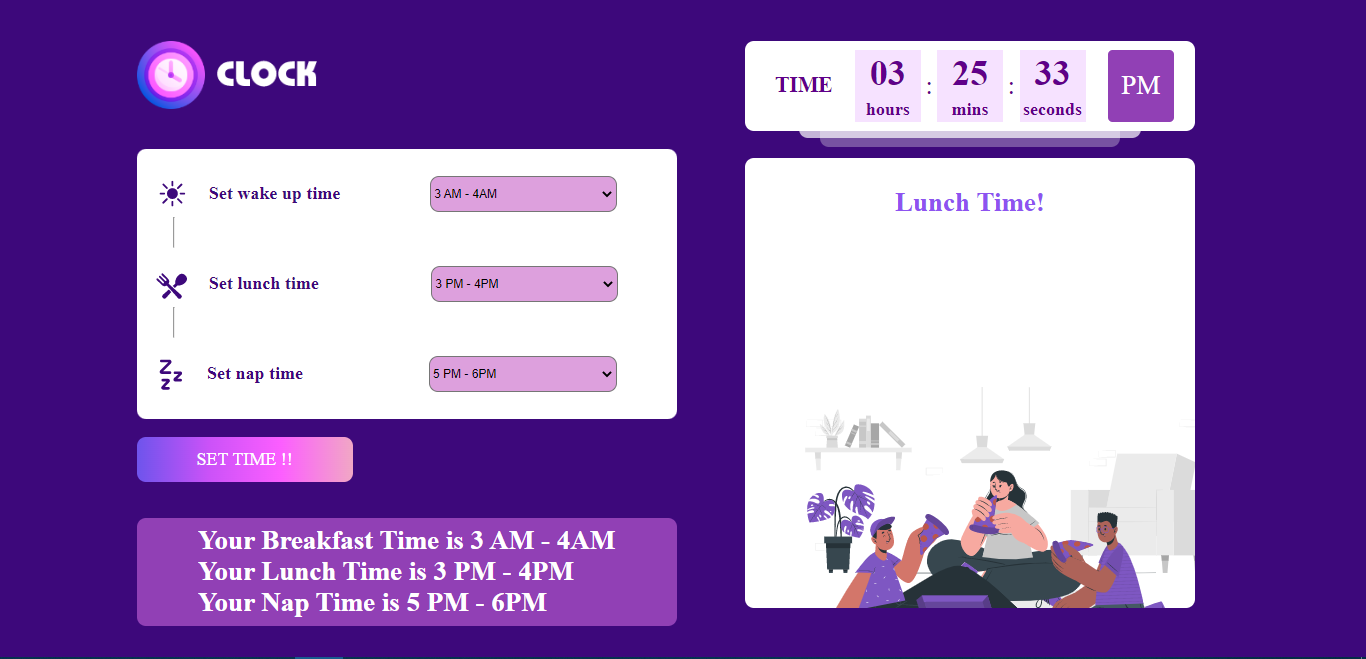 CLOCK
TIME
03 : 25 : 33 PM
hours mins seconds
Set wake up time
3 AM - 4AM
Set lunch time
3 PM - 4PM
Set nap time
5 PM - 6PM
SET TIME !!
Your Breakfast Time is 3 AM - 4AM
Your Lunch Time is 3 PM - 4PM
Your Nap Time is 5 PM - 6PM
Lunch Time!